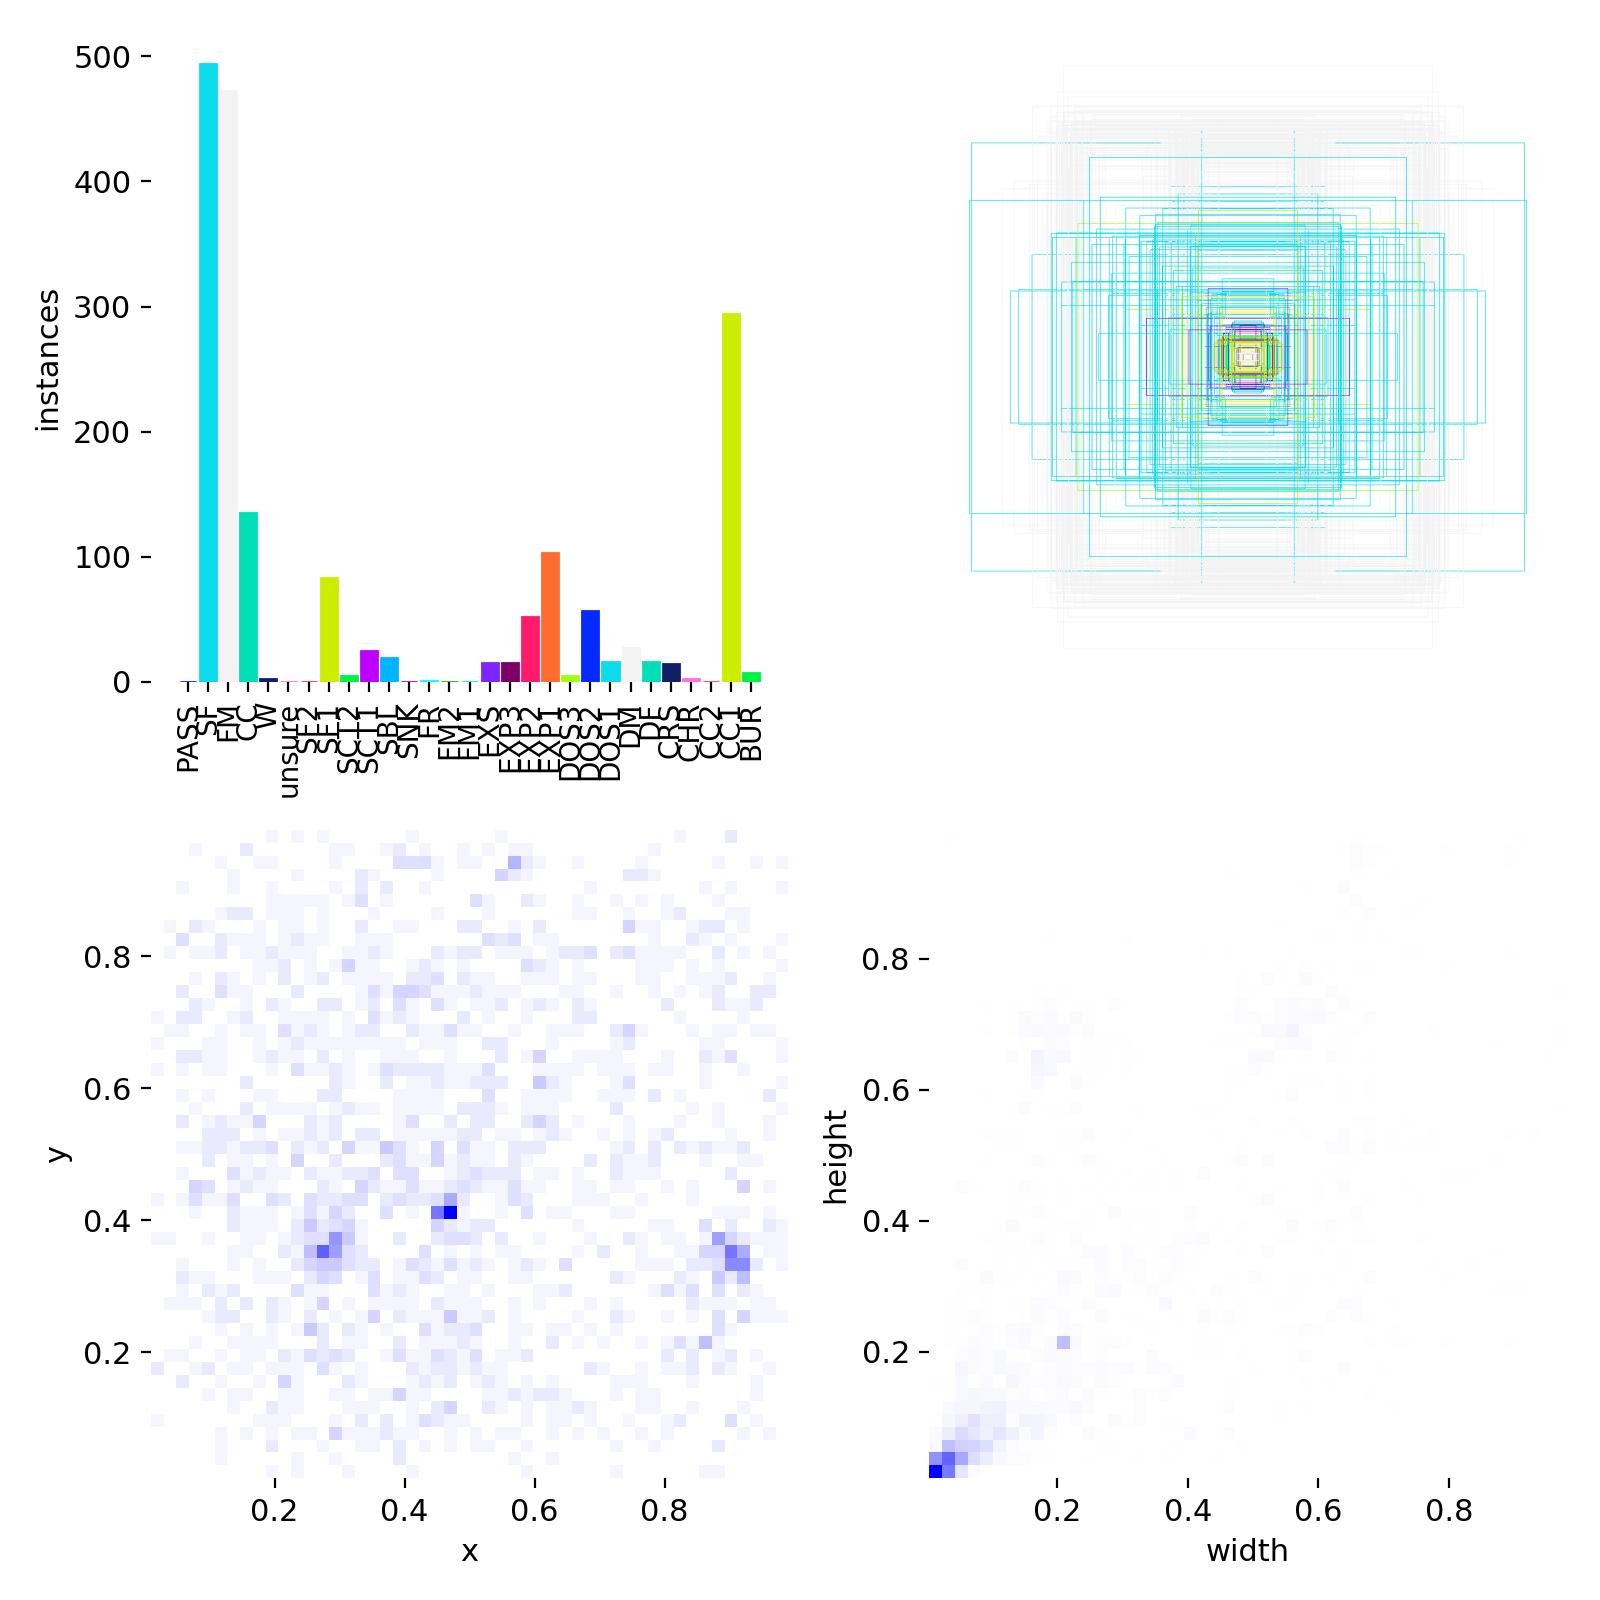 500
400
300
200
100
0
instances
PASS
SF
FM
CC
W
unsure
SE2
SE1
SCT2
SCT1
SBL
SNK
FR
EM2
EM1
EXS
EXP3
EXP2
EXP1
DOS3
DOS2
DOS1
DM
DE
CRS
CHR
CC2
CC1
BUR
0.8
0.6
0.4
0.2
y
0.2 0.4 0.6 0.8
x
0.8
0.6
0.4
0.2
height
0.2 0.4 0.6 0.8
width